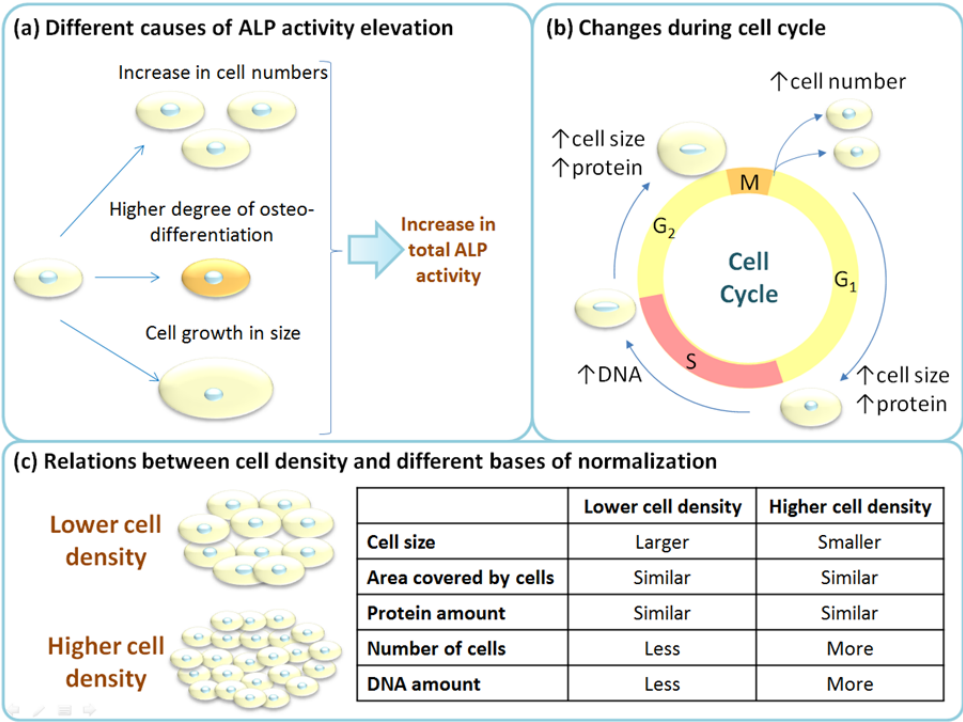 (a) Different causes of ALP activity elevation
Increase in cell numbers
Higher degree of osteo-
differentiation
Cell growth in size
Increase in
total ALP
activity
(b) Changes during cell cycle
↑cell number
↑cell size
↑protein
M
G₂
G₁
S
Cell
Cycle
↑DNA
↑cell size
↑protein
(c) Relations between cell density and different bases of normalization
Lower cell
density
Higher cell
density
Lower cell density Higher cell density
Cell size Larger Smaller
Area covered by cells Similar Similar
Protein amount Similar Similar
Number of cells Less More
DNA amount Less More